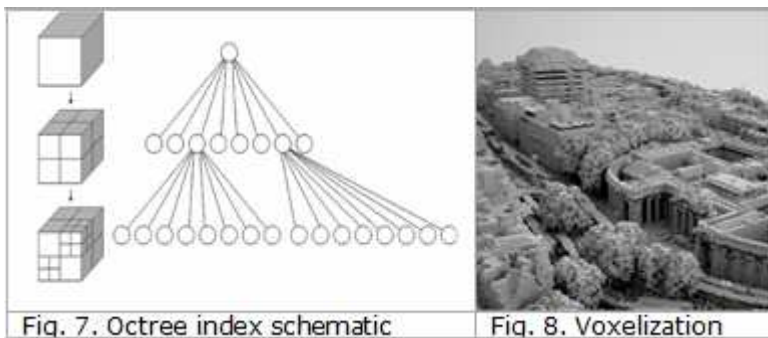 Fig. 7. Octree index schematic
Fig. 8. Voxelization